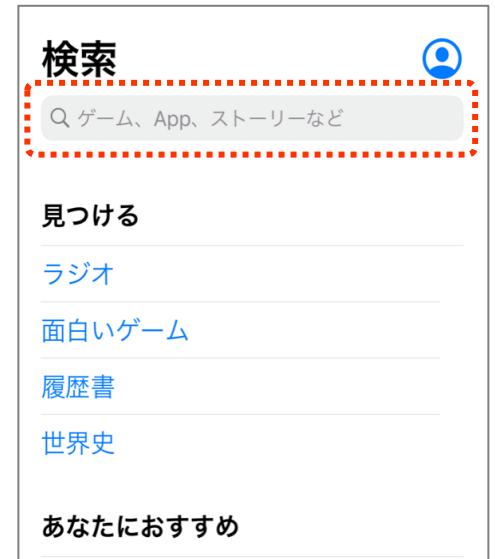 検索
ゲーム、App、ストーリーなど
見つける
ラジオ
面白いゲーム
履歴書
世界史
あなたにおすすめ